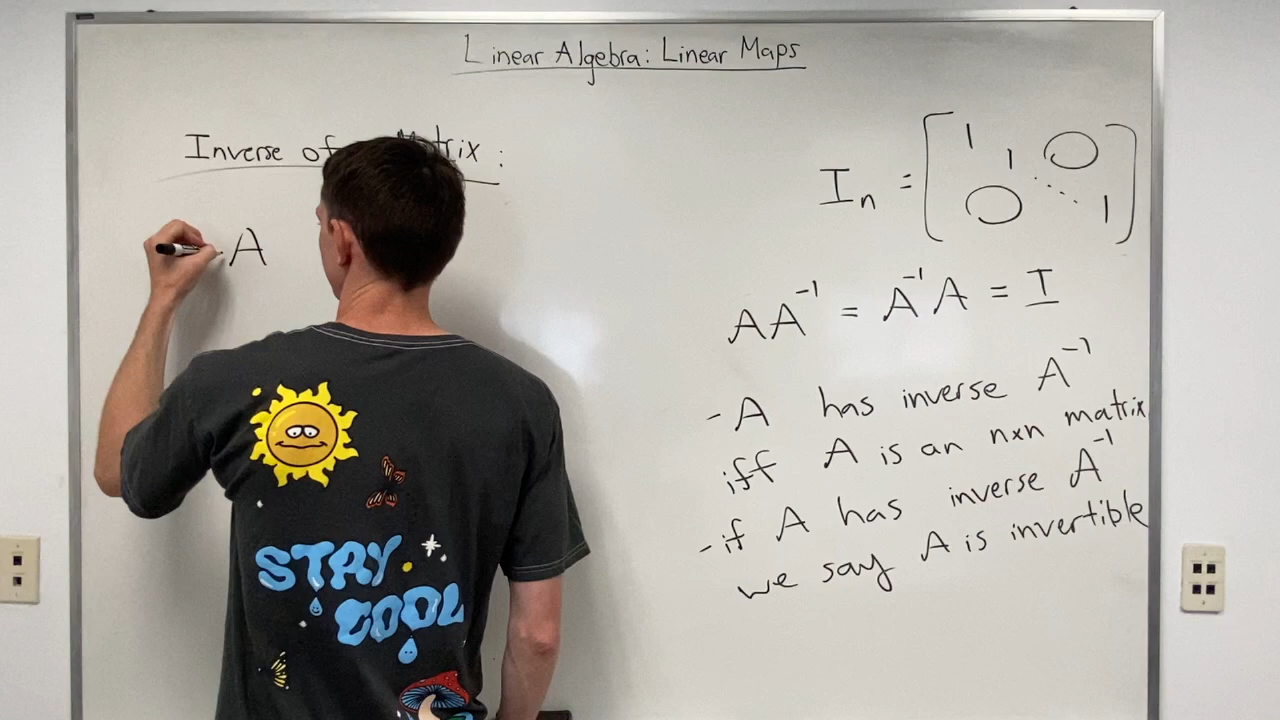 Linear Algebra: Linear Maps
Inverse of Matrix:
A
STAY
COOL
Iₙ = [1 1 ⋱ 1 0 0]
AA⁻¹ = A⁻¹A = I
- A has inverse A⁻¹
iff A is an n×n matrix
- if A has inverse A⁻¹
we say A is invertible